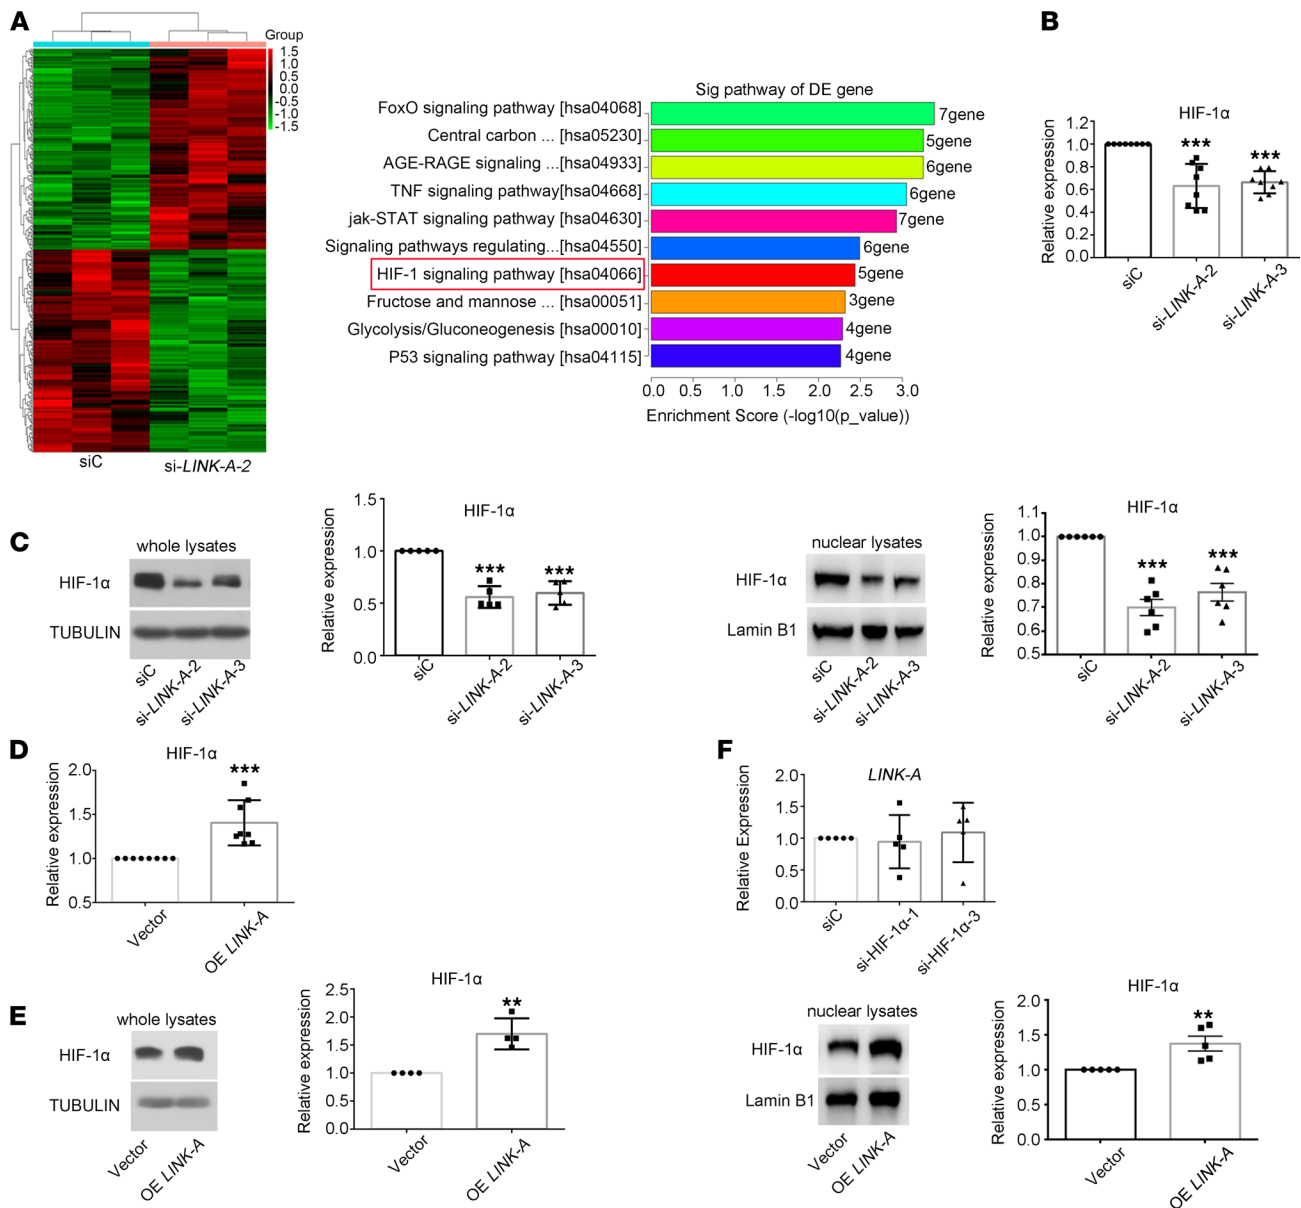 A
Group
1.5
1.0
0.5
0.0
-0.5
-1.0
-1.5
siC
si-LINK-A-2
Sig pathway of DE gene
FoxO signaling pathway [hsa04068]
7gene
Central carbon ... [hsa05230]
5gene
AGE-RAGE signaling ...[hsa04933]
6gene
TNF signaling pathway[hsa04668]
6gene
jak-STAT signaling pathway [hsa04630]
7gene
Signaling pathways regulating...[hsa04550]
6gene
HIF-1 signaling pathway [hsa04066]
5gene
Fructose and mannose ... [hsa00051]
3gene
Glycolysis/Gluconeogenesis [hsa00010]
4gene
P53 signaling pathway [hsa04115]
4gene
0.0 0.5 1.0 1.5 2.0 2.5 3.0
Enrichment Score (-log10(p_value))
B
HIF-1α
Relative expression
1.2
1.0
0.8
0.6
0.4
0.2
0.0
***
***
siC
si-LINK-A-2
si-LINK-A-3
C
whole lysates
HIF-1α
TUBULIN
siC
si-LINK-A-2
si-LINK-A-3
HIF-1α
Relative expression
1.5
1.0
0.5
0.0
***
***
siC
si-LINK-A-2
si-LINK-A-3
nuclear lysates
HIF-1α
Lamin B1
siC
si-LINK-A-2
si-LINK-A-3
HIF-1α
Relative expression
1.1
1.0
0.9
0.8
0.7
0.6
0.5
***
***
siC
si-LINK-A-2
si-LINK-A-3
D
HIF-1α
Relative expression
2.0
1.5
1.0
0.5
***
Vector
OE LINK-A
F
LINK-A
Relative Expression
2.0
1.5
1.0
0.5
0.0
siC
si-HIF-1α-1
si-HIF-1α-3
E
whole lysates
HIF-1α
TUBULIN
Vector
OE LINK-A
HIF-1α
Relative expression
2.5
2.0
1.5
1.0
0.5
0.0
**
Vector
OE LINK-A
nuclear lysates
HIF-1α
Lamin B1
Vector
OE LINK-A
HIF-1α
Relative expression
2.0
1.5
1.0
0.5
0.0
**
Vector
OE LINK-A